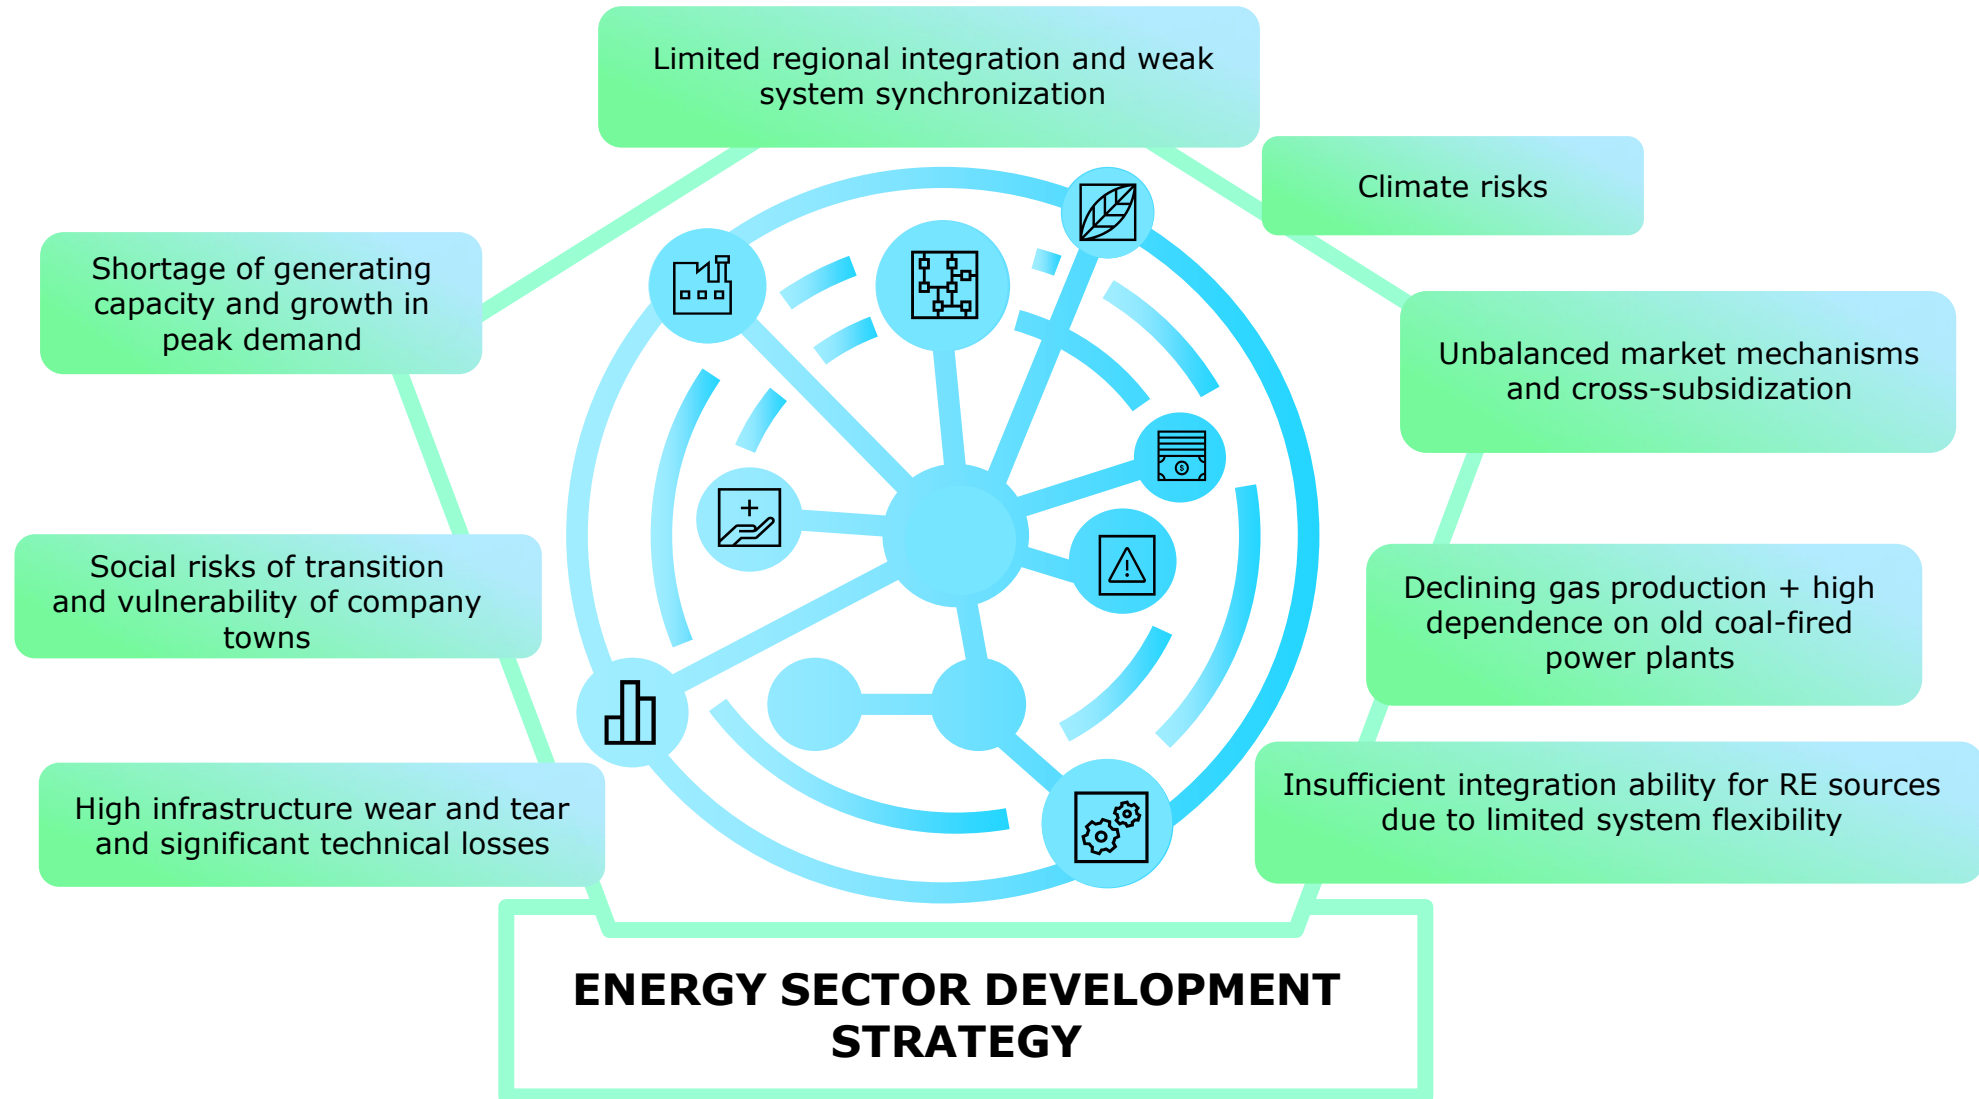 Limited regional integration and weak
system synchronization
Climate risks
Shortage of generating
capacity and growth in
peak demand
Unbalanced market mechanisms
and cross-subsidization
Social risks of transition
and vulnerability of company
towns
Declining gas production + high
dependence on old coal-fired
power plants
High infrastructure wear and tear
and significant technical losses
Insufficient integration ability for RE sources
due to limited system flexibility
ENERGY SECTOR DEVELOPMENT
STRATEGY